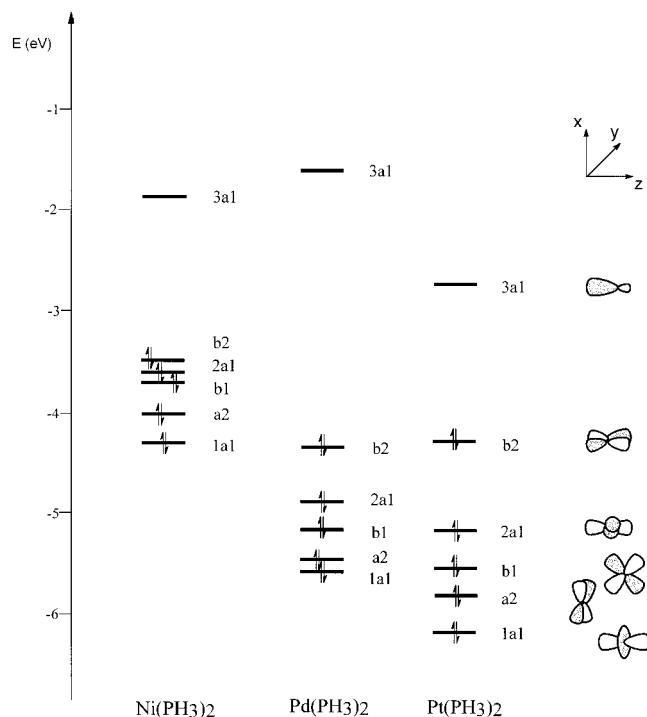 E (eV)
-1
x
y
z
3a1
3a1
-2
3a1
-3
b2
2a1
b1
-4
a2
1a1
b2
b2
-5
2a1
2a1
b1
b1
a2
1a1
a2
-6
1a1
Ni(PH3)2
Pd(PH3)2
Pt(PH3)2